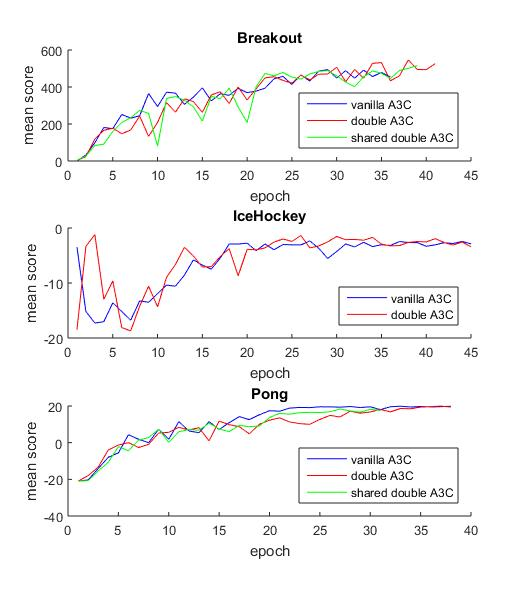 Breakout
600
400
200
0
mean score
vanilla A3C
double A3C
shared double A3C
0 5 10 15 20 25 30 35 40 45
epoch
IceHockey
0
-10
-20
mean score
vanilla A3C
double A3C
0 5 10 15 20 25 30 35 40 45
epoch
Pong
20
0
-20
-40
mean score
vanilla A3C
double A3C
shared double A3C
0 5 10 15 20 25 30 35 40
epoch